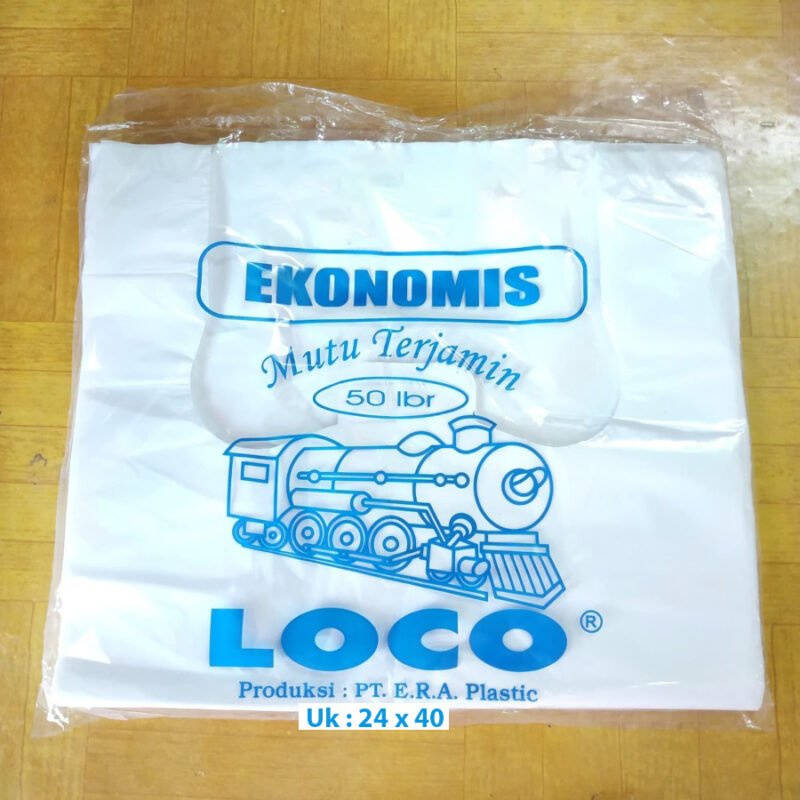 EKONOMIS
Mutu Terjamin
50 lbr
LOCO ®
Produksi : PT. E.R.A. Plastic
Uk : 24 x 40